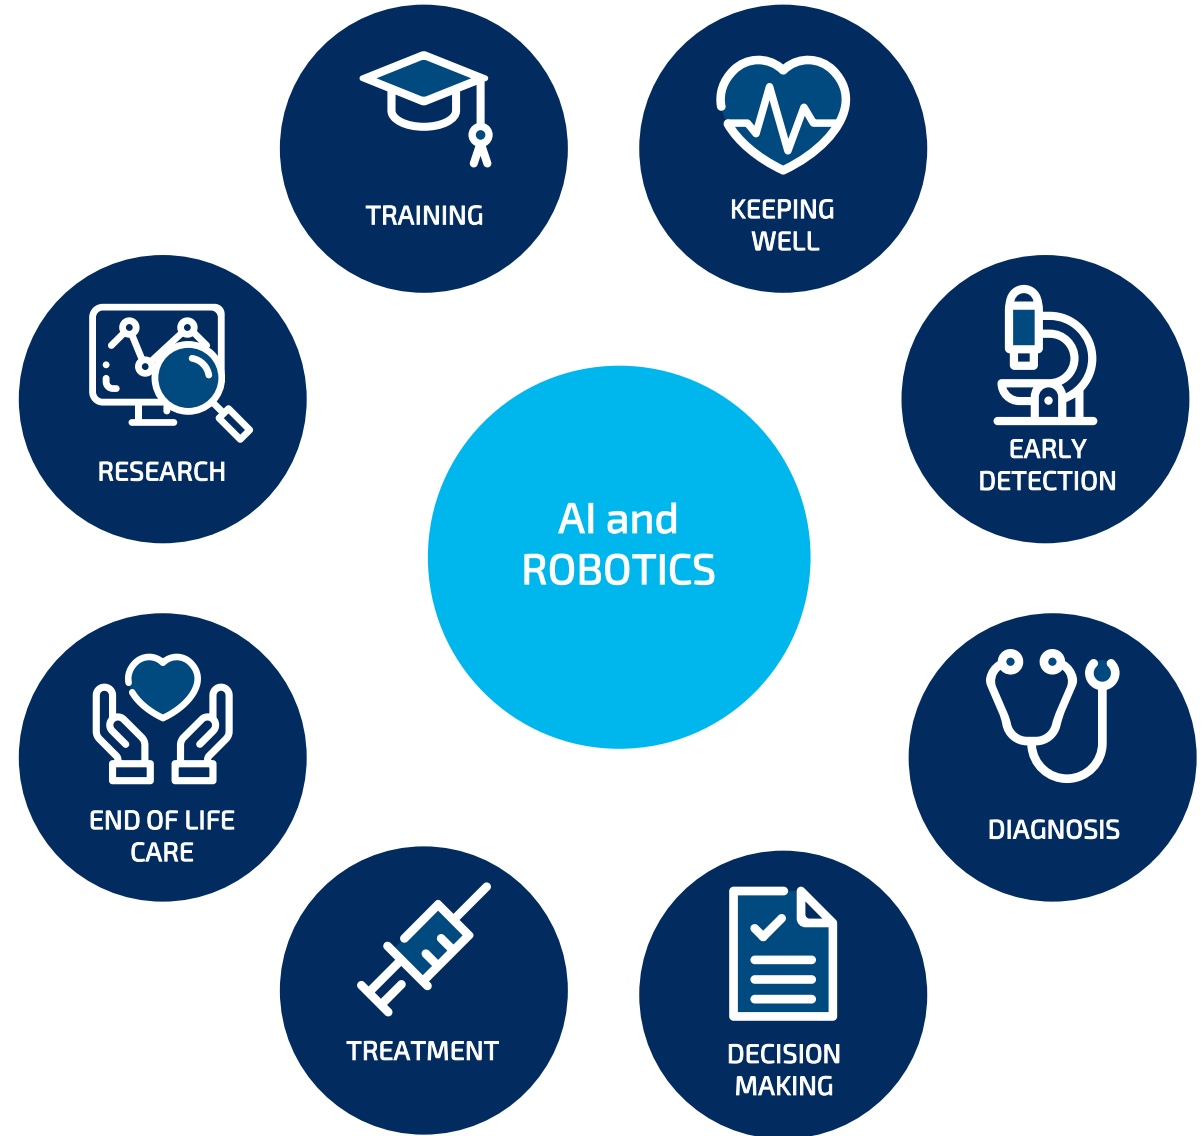 TRAINING
KEEPING
WELL
RESEARCH
EARLY
DETECTION
AI and
ROBOTICS
END OF LIFE
CARE
DIAGNOSIS
TREATMENT
DECISION
MAKING